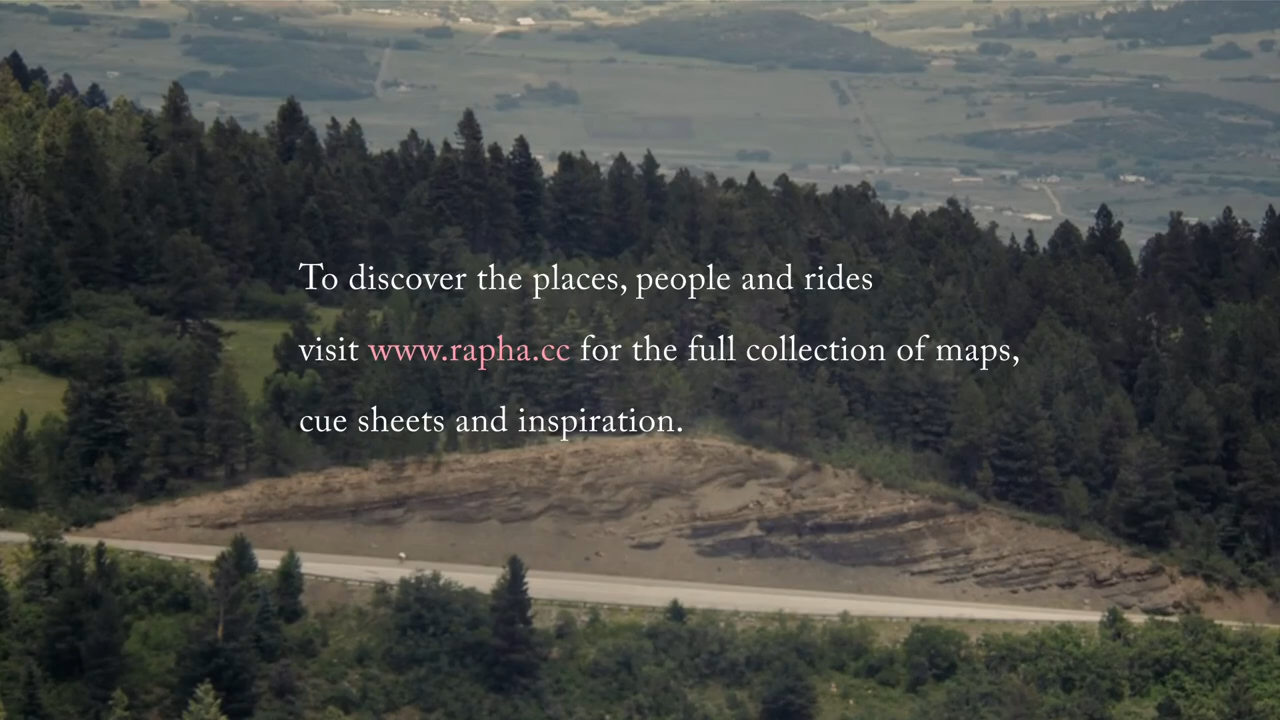 To discover the places, people and rides
visit www.rapha.cc for the full collection of maps,
cue sheets and inspiration.